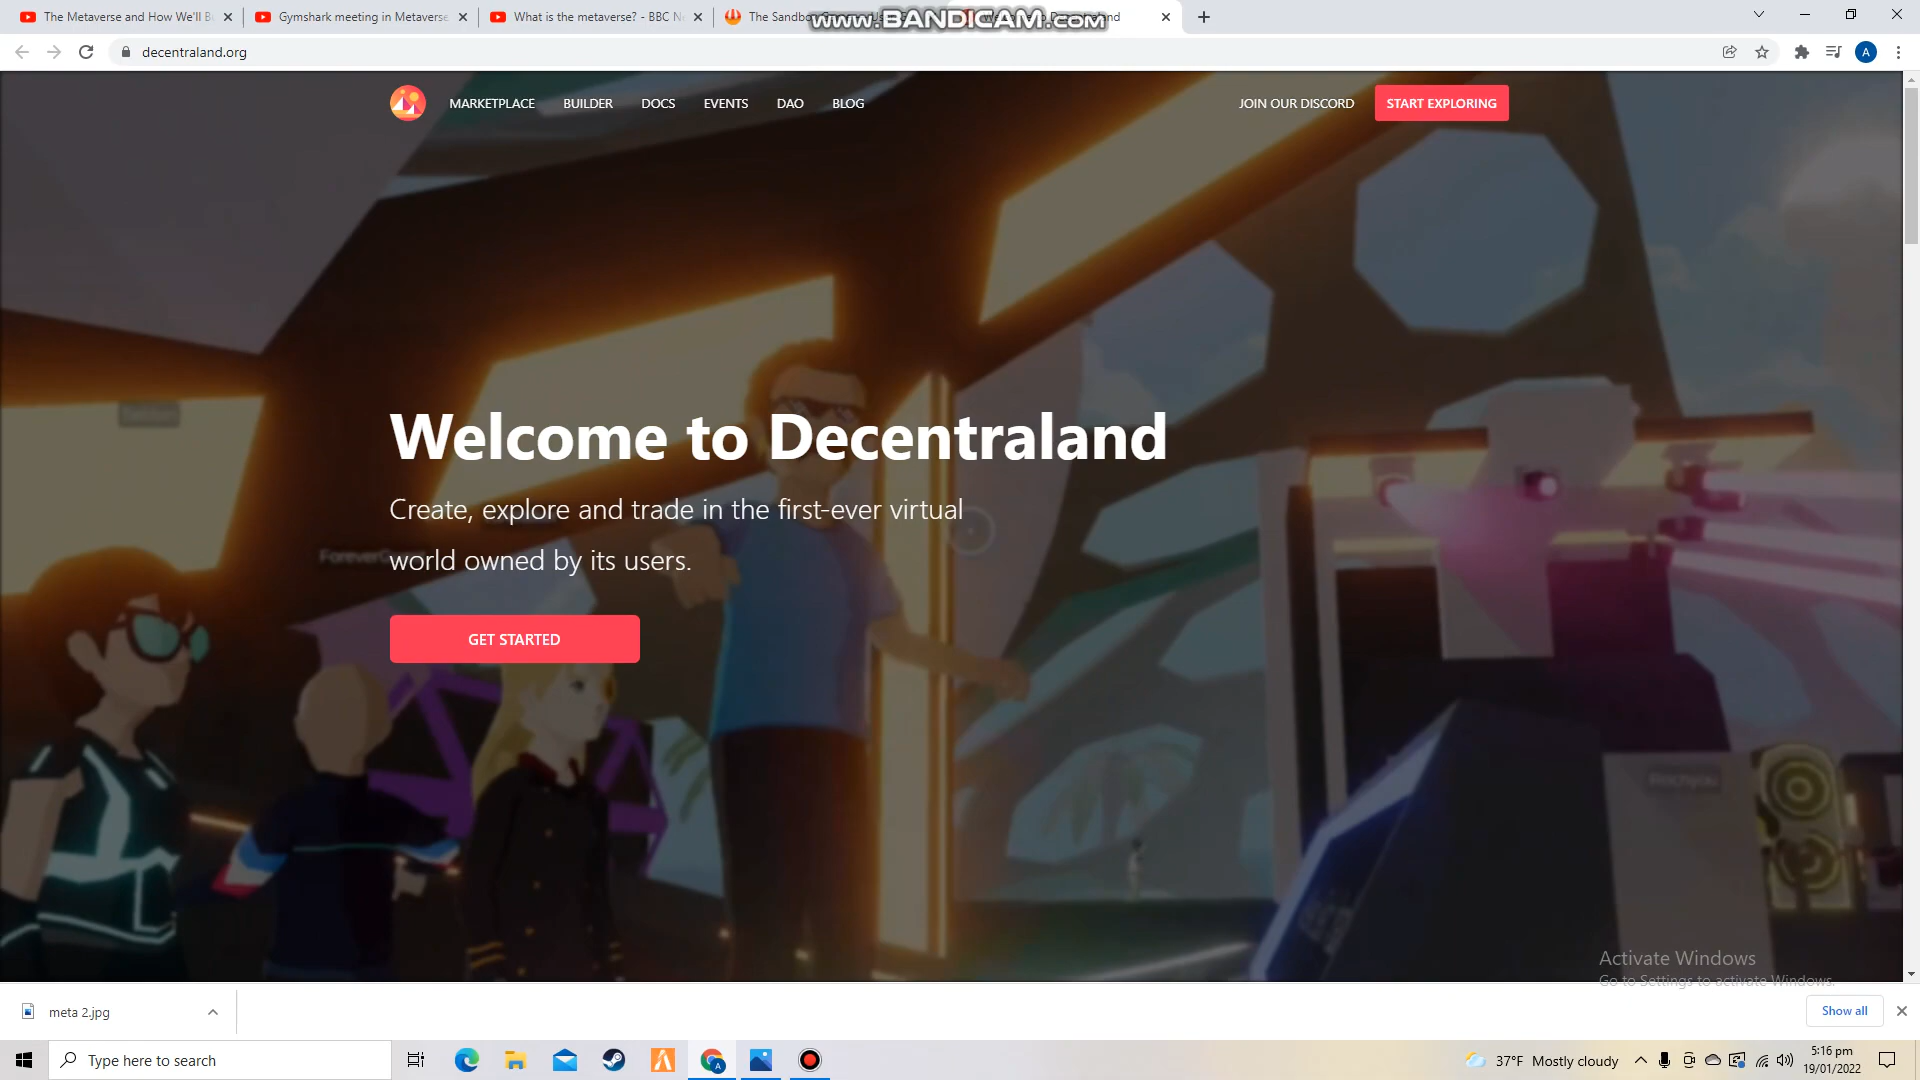 The Metaverse and How We'll B
Gymshark meeting in Metaverse
What is the metaverse? - BBC N
The Sandbo
Welcome to Decentraland
www.BANDICAM.com
decentraland.org
A
MARKETPLACE
BUILDER
DOCS
EVENTS
DAO
BLOG
JOIN OUR DISCORD
START EXPLORING
Welcome to Decentraland
Create, explore and trade in the first-ever virtual
world owned by its users.
GET STARTED
Activate Windows
Go to Settings to activate Windows.
meta 2.jpg
Show all
Type here to search
37°F Mostly cloudy
5:16 pm
19/01/2022